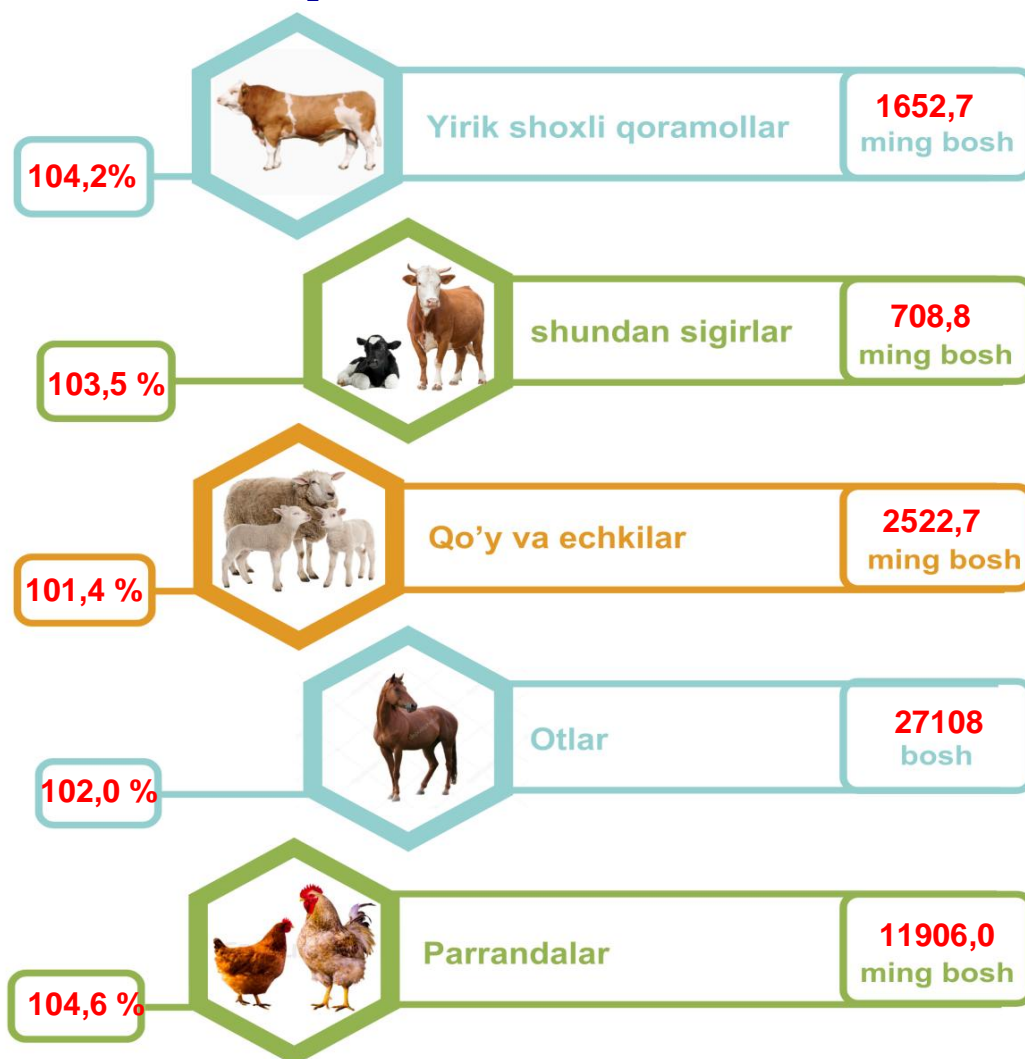 Yirik shoxli qoramollar
1652,7
ming bosh
104,2%
shundan sigirlar
708,8
ming bosh
103,5 %
Qo'y va echkilar
2522,7
ming bosh
101,4 %
Otlar
27108
bosh
102,0 %
Parrandalar
11906,0
ming bosh
104,6 %